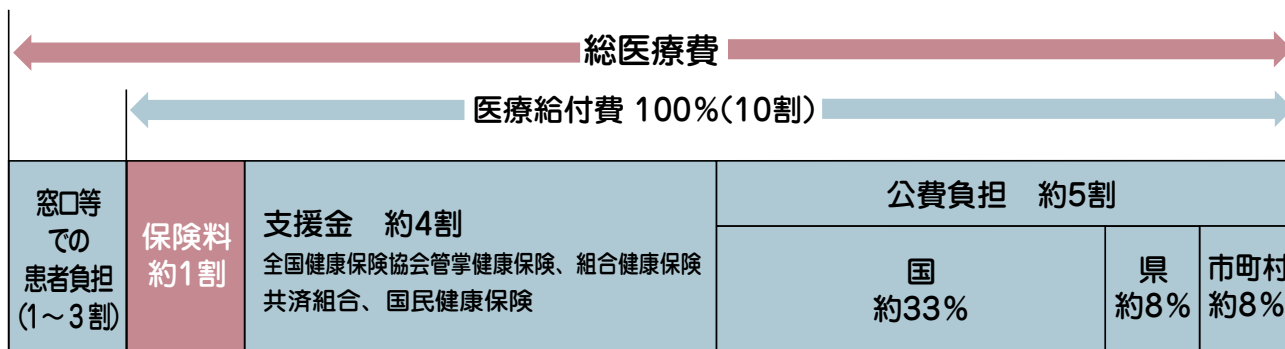 総医療費
医療給付費 100%(10割)
窓口等
での
患者負担
(1〜3割)
保険料
約1割
支援金 約4割
全国健康保険協会管掌健康保険、組合健康保険
共済組合、国民健康保険
公費負担 約5割
国
約33%
県
約8%
市町村
約8%